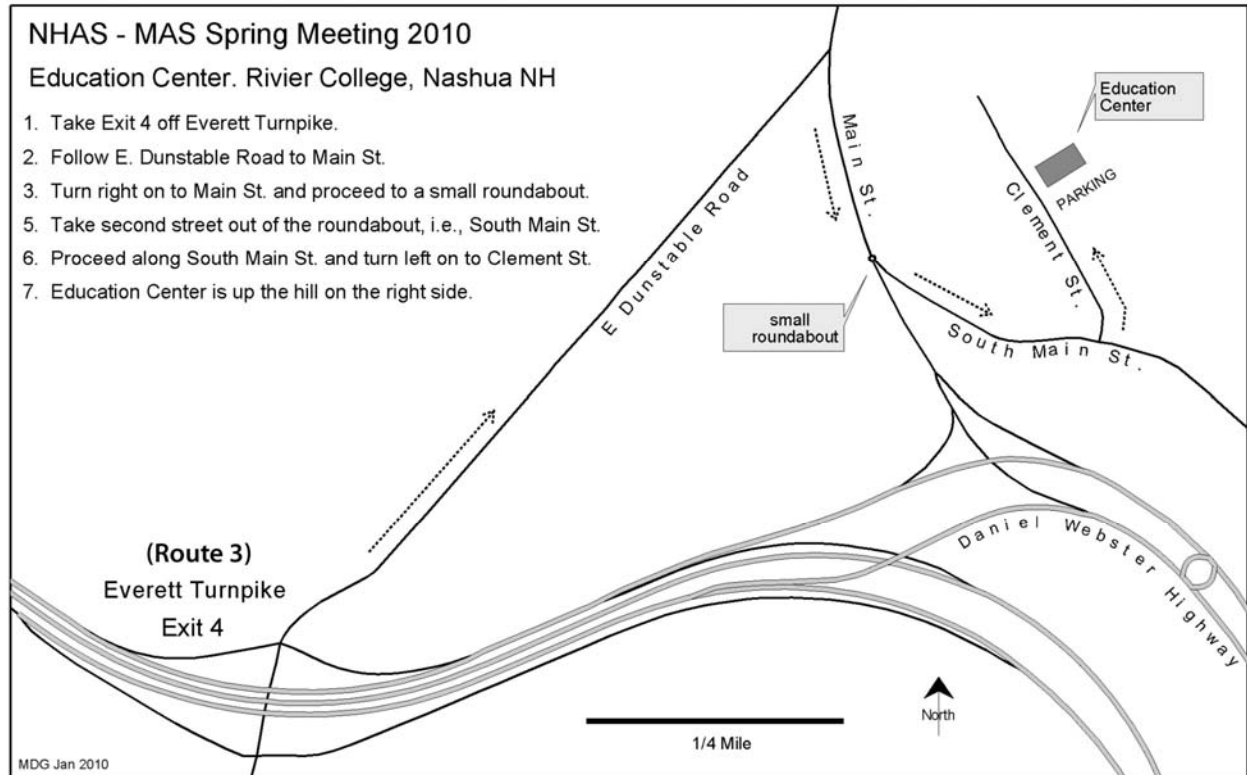 NHAS - MAS Spring Meeting 2010
Education Center. Rivier College, Nashua NH
1. Take Exit 4 off Everett Turnpike.
2. Follow E. Dunstable Road to Main St.
3. Turn right on to Main St. and proceed to a small roundabout.
5. Take second street out of the roundabout, i.e., South Main St.
6. Proceed along South Main St. and turn left on to Clement St.
7. Education Center is up the hill on the right side.
Education
Center
PARKING
Main St.
Clement St.
E Dunstable Road
small
roundabout
South Main St.
(Route 3)
Everett Turnpike
Exit 4
Daniel Webster Highway
North
1/4 Mile
MDG Jan 2010